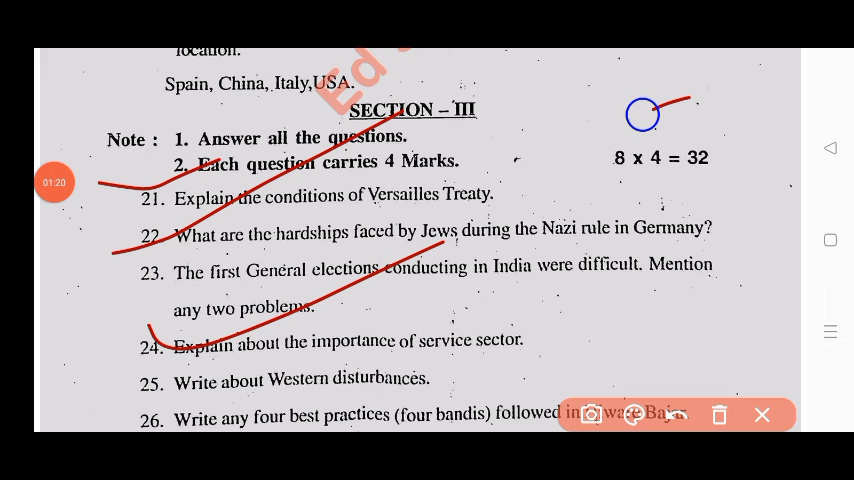 location.
Spain, China, Italy, USA.
Ed
SECTION – III
Note : 1. Answer all the questions.
2. Each question carries 4 Marks.
8 x 4 = 32
21. Explain the conditions of Versailles Treaty.
22. What are the hardships faced by Jews during the Nazi rule in Germany?
23. The first General elections conducting in India were difficult. Mention
any two problems.
24. Explain about the importance of service sector.
25. Write about Western disturbances.
26. Write any four best practices (four bandis) followed in Hiware Bajar.
01:20